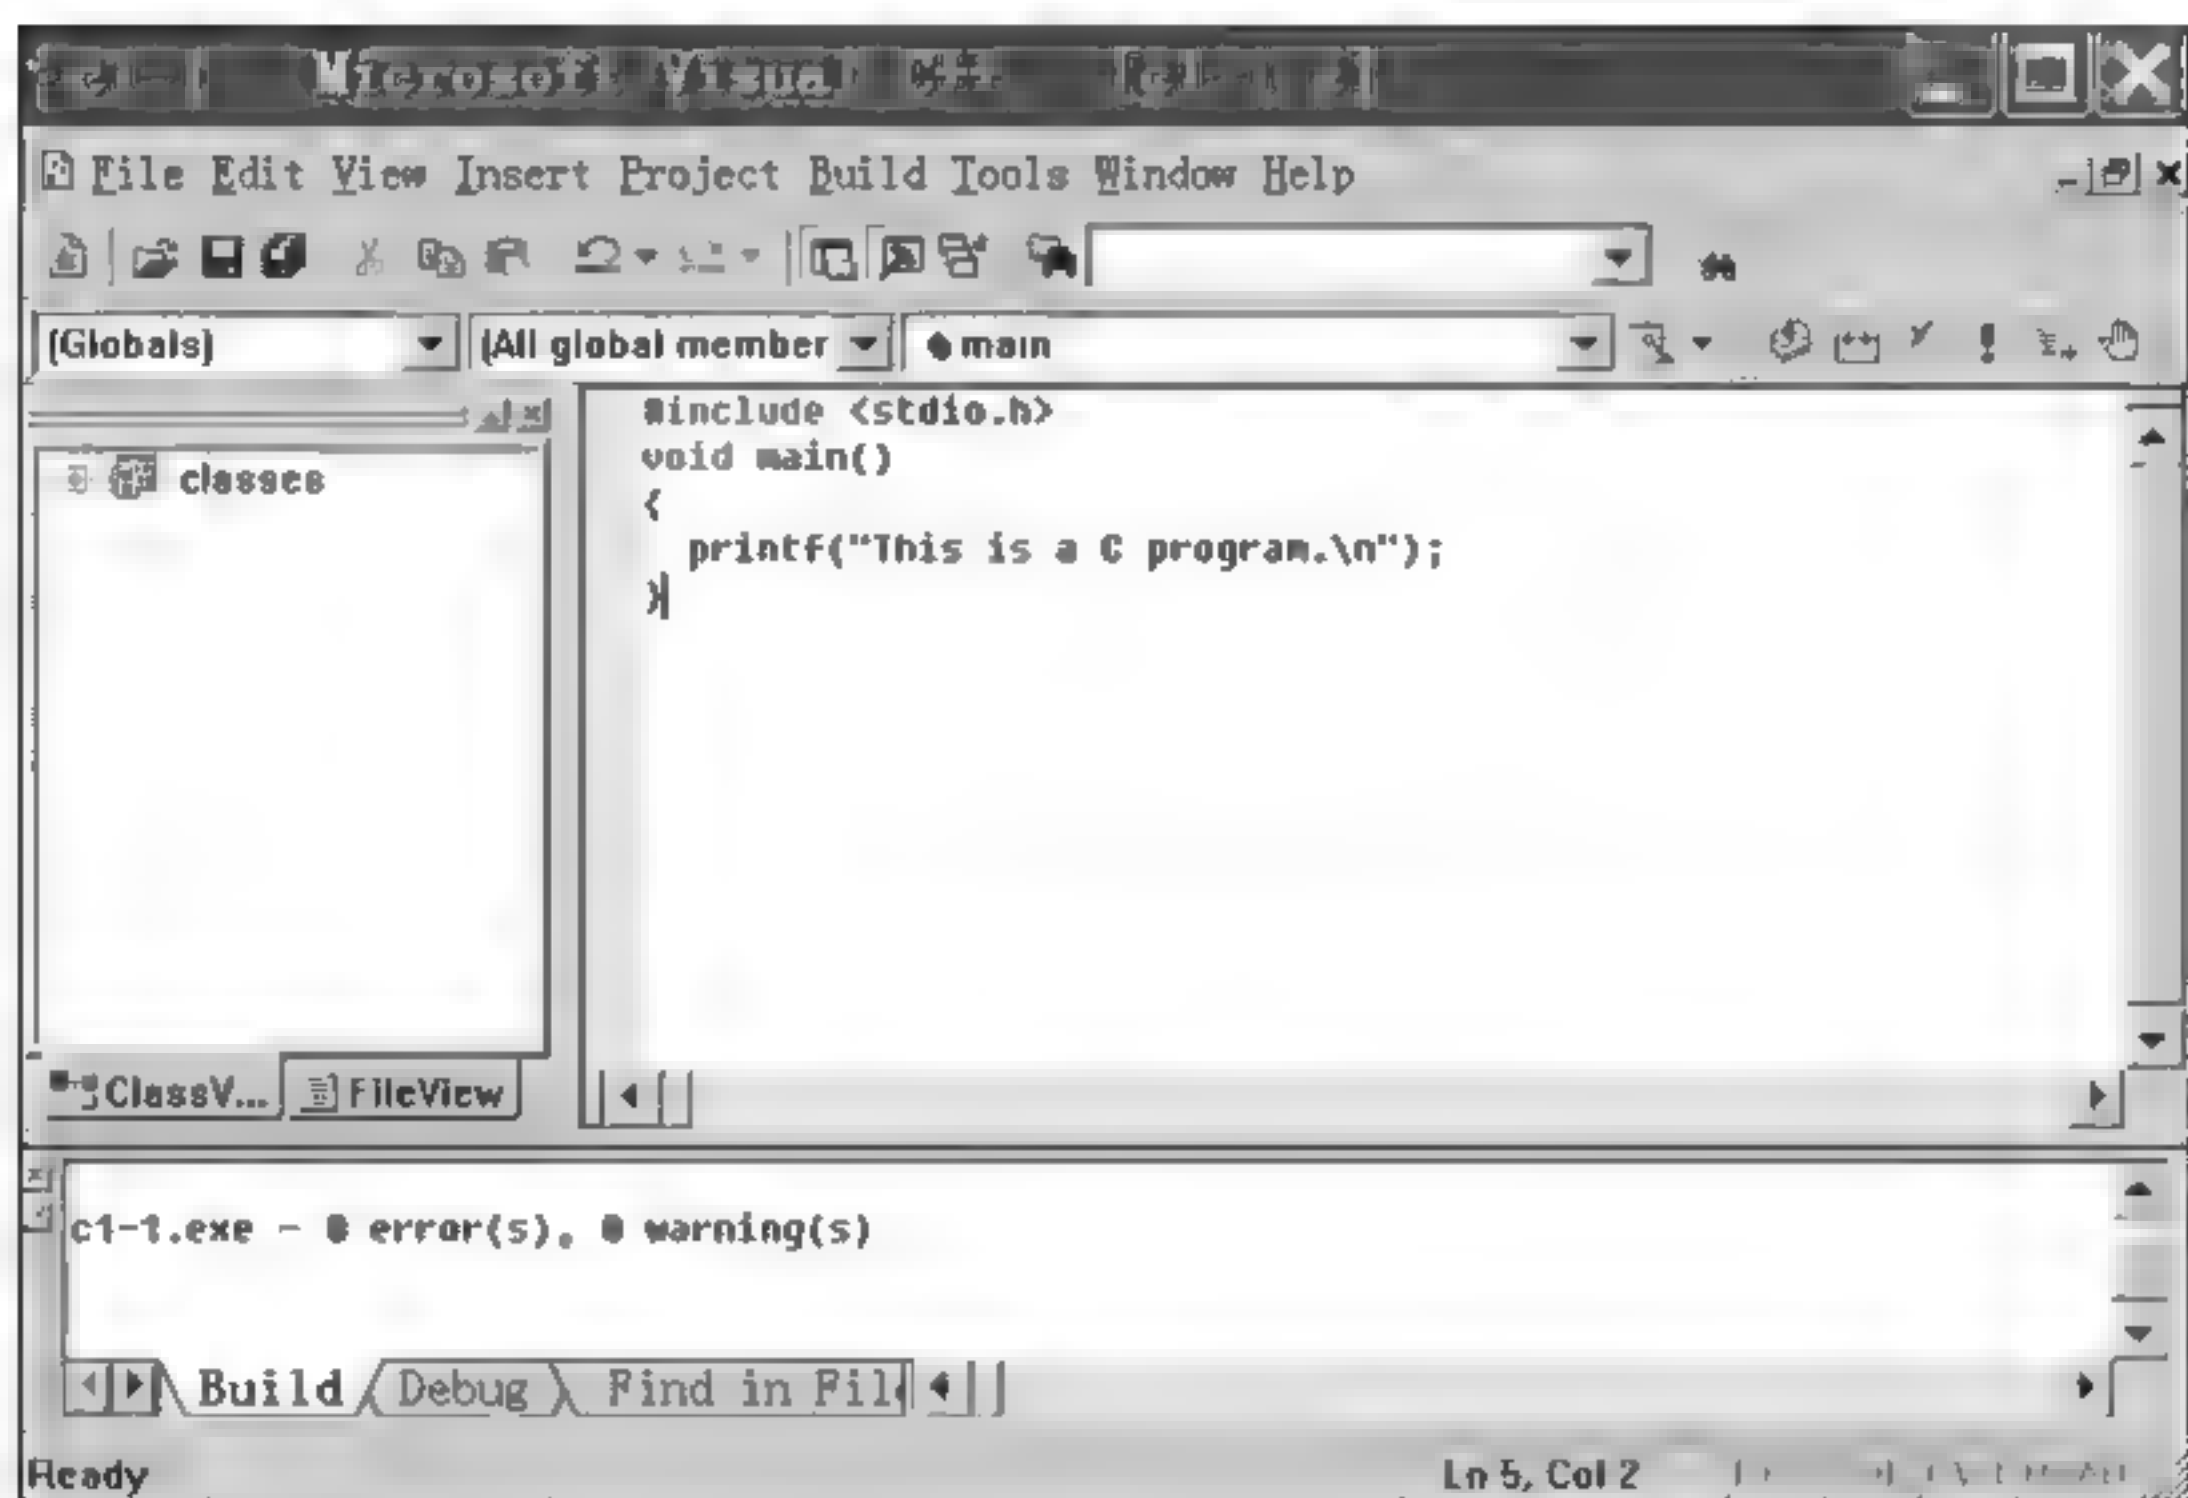 Microsoft Visual
File Edit View Insert Project Build Tools Window Help
(Globals) (All global member main
#include <stdio.h>
void main()
{
printf("This is a C program.\n");
}
classes
ClassV... FileView
c1-1.exe - 0 error(s), 0 warning(s)
Build Debug Find in Fil
Ready Ln 5, Col 2